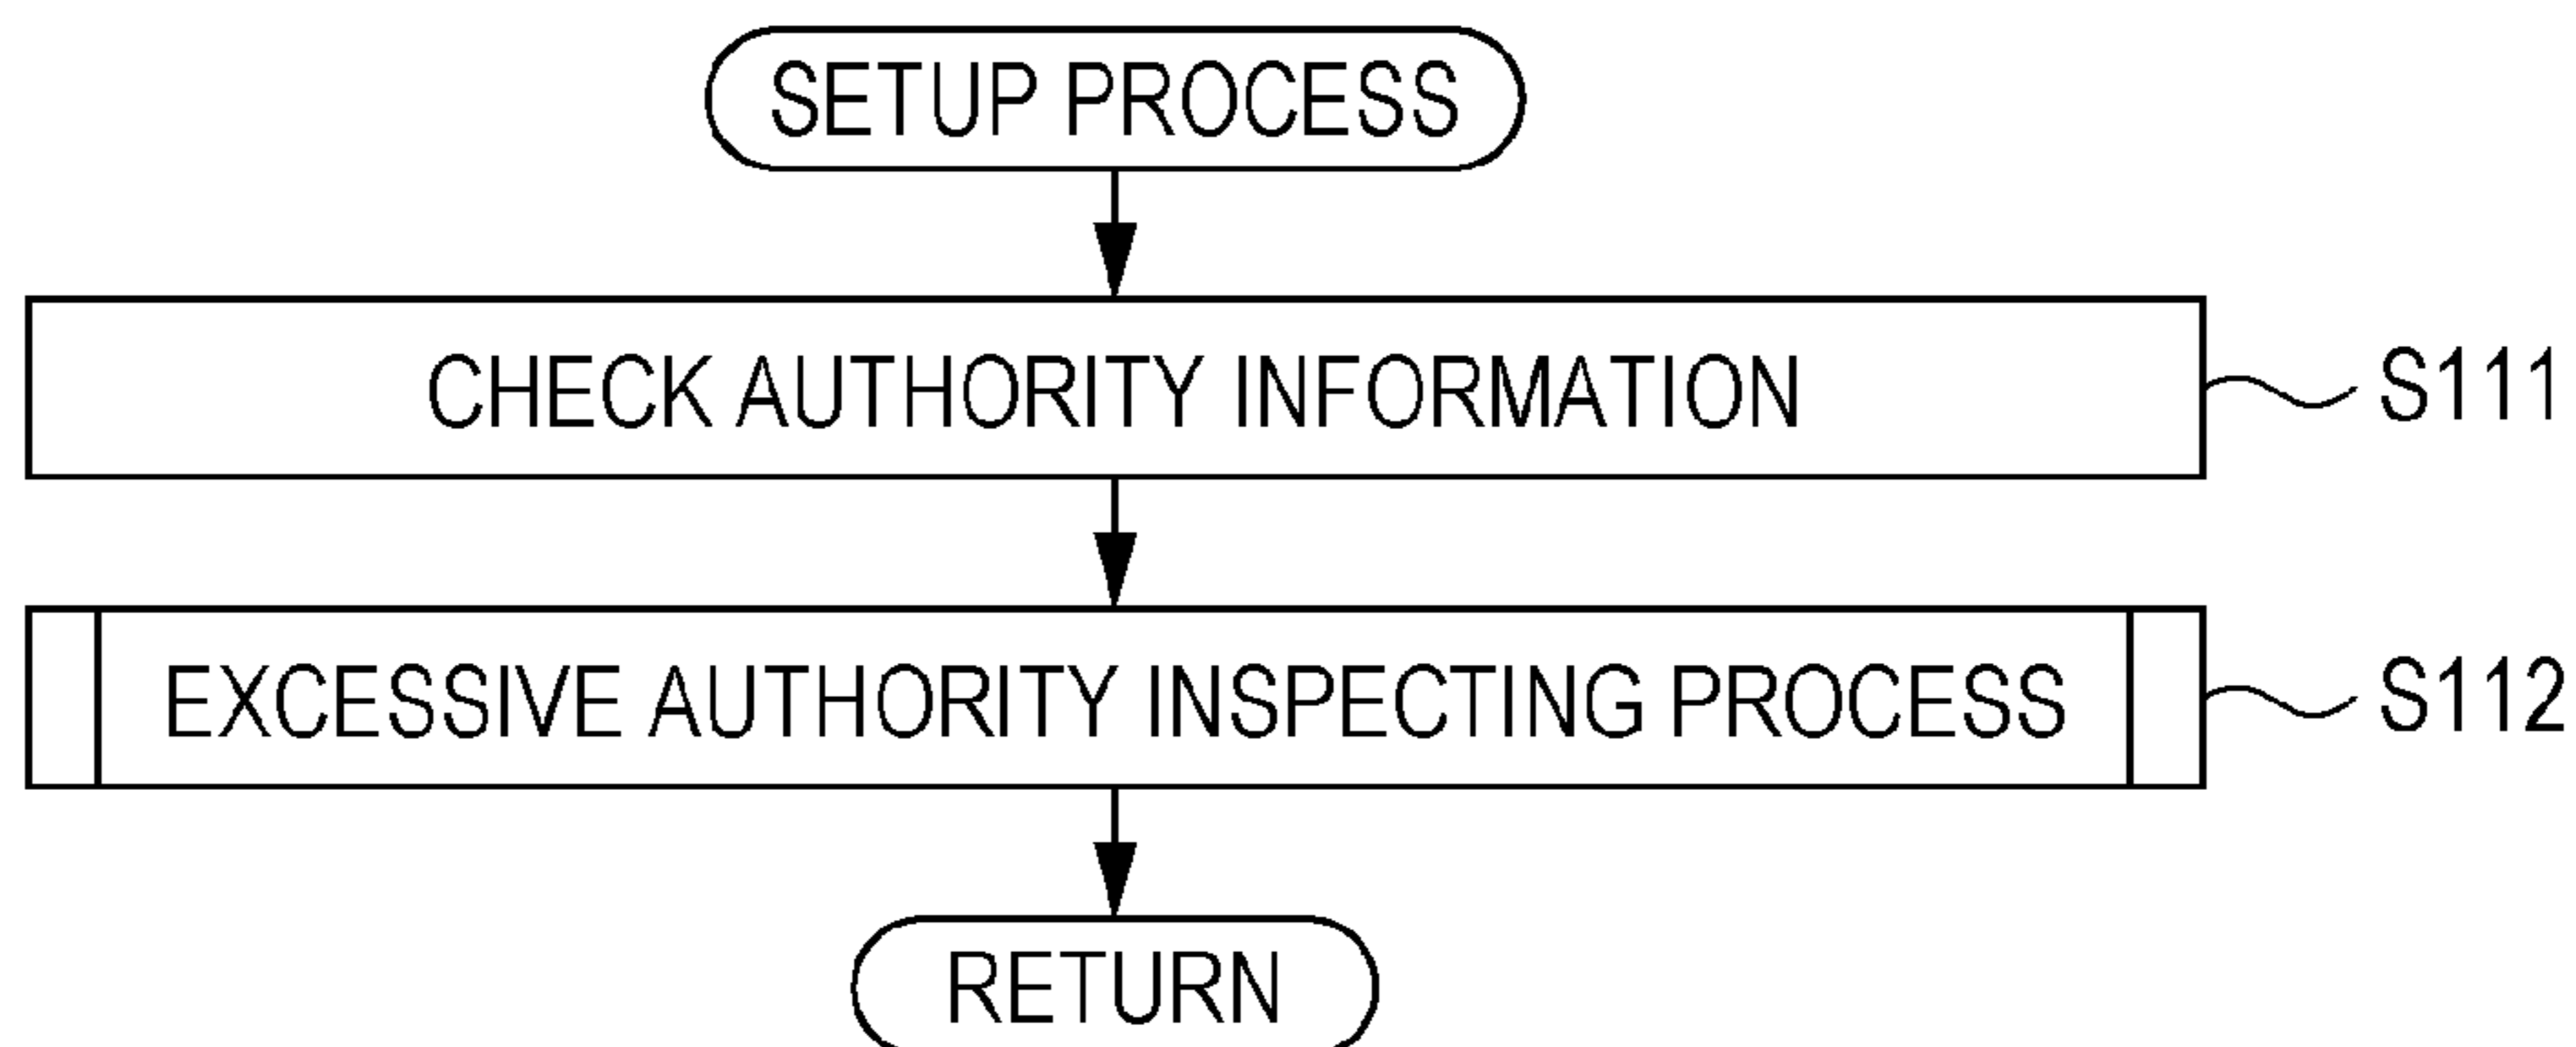 SETUP PROCESS
CHECK AUTHORITY INFORMATION
S111
EXCESSIVE AUTHORITY INSPECTING PROCESS
S112
RETURN